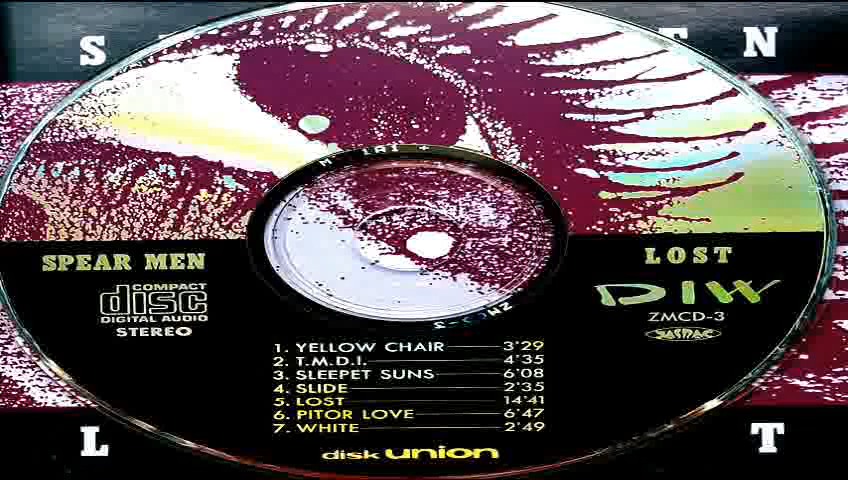 S EN
SPEAR MEN
LOST
COMPACT
disc
DIGITAL AUDIO
STEREO
DIW
ZMCD-3
JASRAC
1. YELLOW CHAIR 3'29
2. T.M.D.I. 4'35
3. SLEEPET SUNS 6'08
4. SLIDE 2'35
5. LOST 14'41
6. PITOR LOVE 6'47
7. WHITE 2'49
disk union
L T